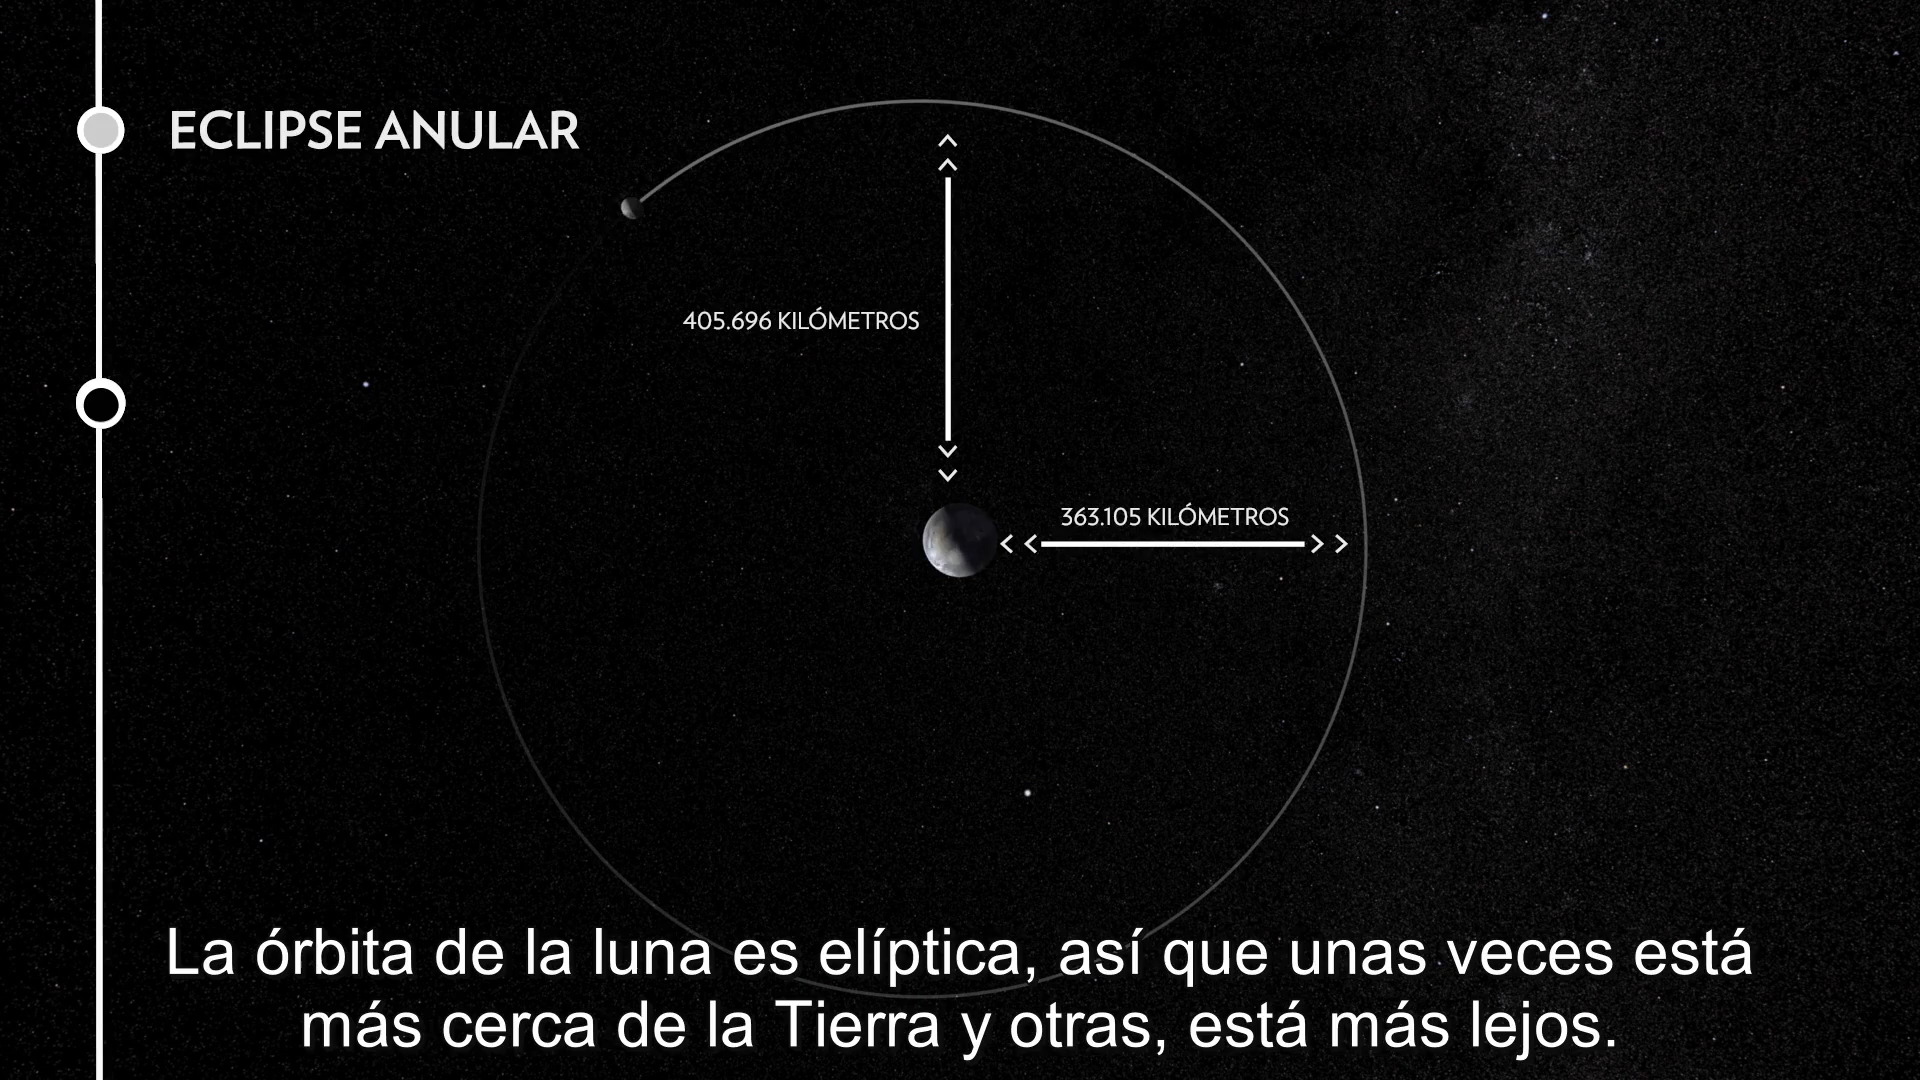 ECLIPSE ANULAR
405.696 KILÓMETROS
363.105 KILÓMETROS
La órbita de la luna es elíptica, así que unas veces está
más cerca de la Tierra y otras, está más lejos.